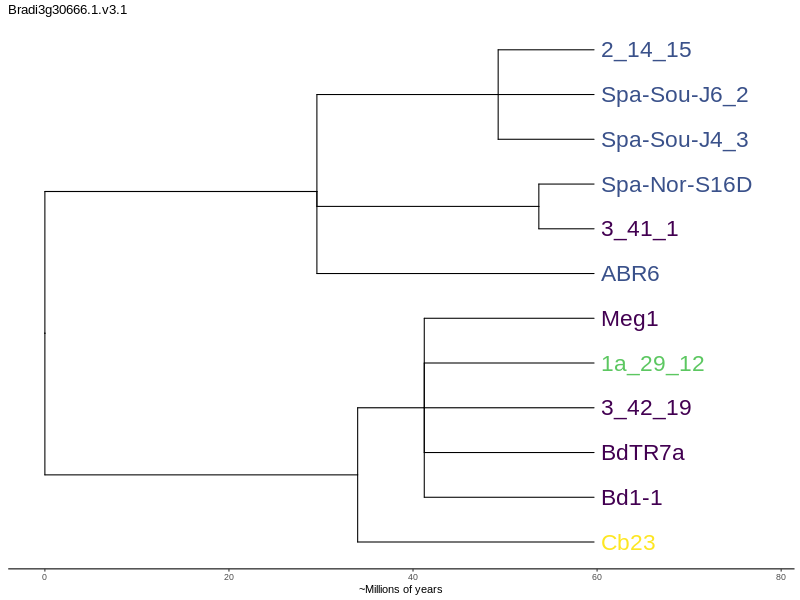 Bradi3g30666.1.v3.1
2_14_15
Spa-Sou-J6_2
Spa-Sou-J4_3
Spa-Nor-S16D
3_41_1
ABR6
Meg1
1a_29_12
3_42_19
BdTR7a
Bd1-1
Cb23
0 20 40 60 80
~Millions of years